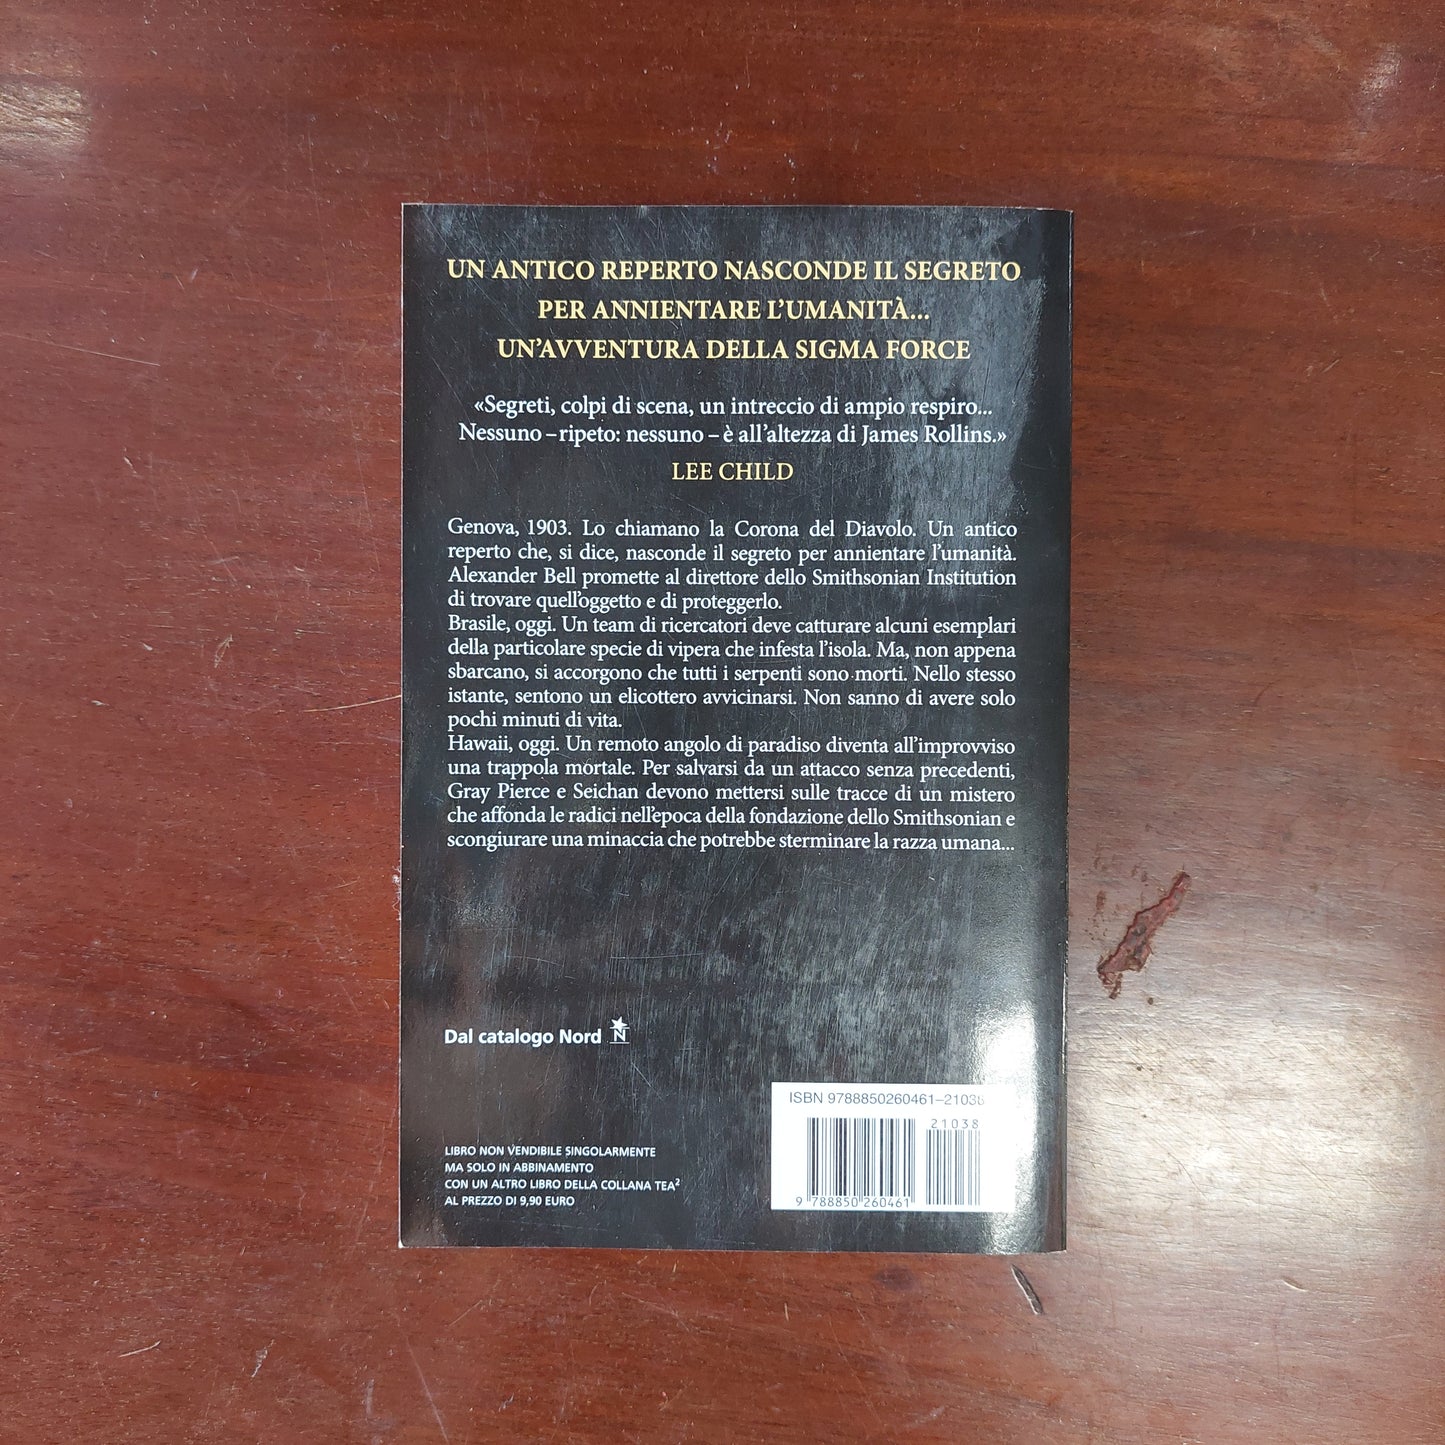 UN ANTICO REPERTO NASCONDE IL SEGRETO
PER ANNIENTARE L'UMANITÀ...
UN'AVVENTURA DELLA SIGMA FORCE
«Segreti, colpi di scena, un intreccio di ampio respiro...
Nessuno – ripeto: nessuno – è all'altezza di James Rollins.»
LEE CHILD
Genova, 1903. Lo chiamano la Corona del Diavolo. Un antico
reperto che, si dice, nasconde il segreto per annientare l'umanità.
Alexander Bell promette al direttore dello Smithsonian Institution
di trovare quell'oggetto e di proteggerlo.
Brasile, oggi. Un team di ricercatori deve catturare alcuni esemplari
della particolare specie di vipera che infesta l'isola. Ma, non appena
sbarcano, si accorgono che tutti i serpenti sono morti. Nello stesso
istante, sentono un elicottero avvicinarsi. Non sanno di avere solo
pochi minuti di vita.
Hawaii, oggi. Un remoto angolo di paradiso diventa all'improvviso
una trappola mortale. Per salvarsi da un attacco senza precedenti,
Gray Pierce e Seichan devono mettersi sulle tracce di un mistero
che affonda le radici nell'epoca della fondazione dello Smithsonian e
scongiurare una minaccia che potrebbe sterminare la razza umana...
Dal catalogo Nord N
ISBN 9788850260461–21038
21038
9 788850 260461
LIBRO NON VENDIBILE SINGOLARMENTE
MA SOLO IN ABBINAMENTO
CON UN ALTRO LIBRO DELLA COLLANA TEA²
AL PREZZO DI 9,90 EURO